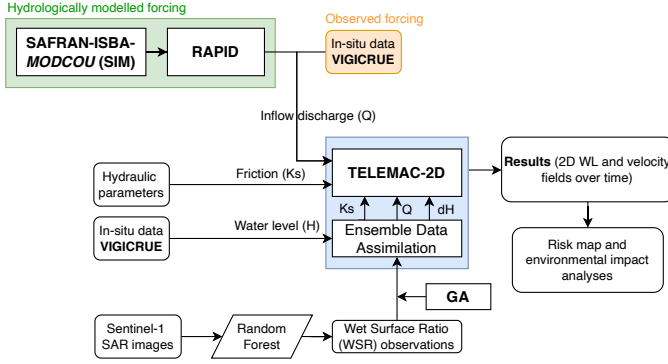 Hydrologically modelled forcing
Observed forcing
SAFRAN-ISBA-
MODCOU (SIM)
RAPID
In-situ data
VIGICRUE
Inflow discharge (Q)
Hydraulic
parameters
Friction (Ks)
TELEMAC-2D
Results (2D WL and velocity
fields over time)
Ks
Q
dH
In-situ data
VIGICRUE
Water level (H)
Ensemble Data
Assimilation
Risk map and
environmental impact
analyses
GA
Sentinel-1
SAR images
Random
Forest
Wet Surface Ratio
(WSR) observations